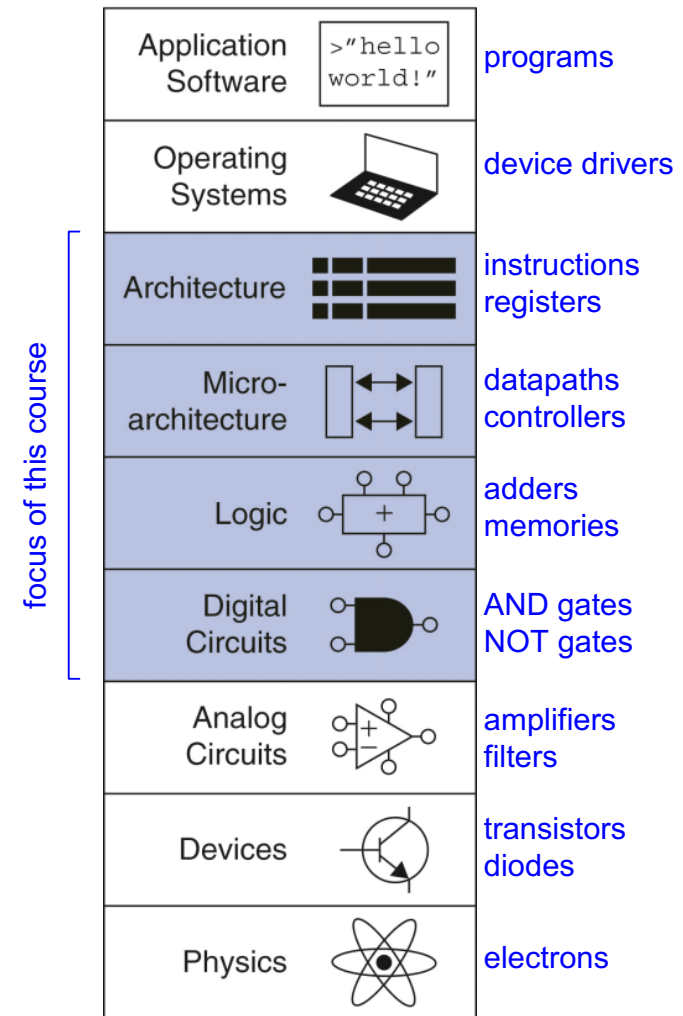 Application
Software
>"hello
world!"
programs
Operating
Systems
device drivers
focus of this course
Architecture
instructions
registers
Micro-
architecture
datapaths
controllers
Logic
+
adders
memories
Digital
Circuits
AND gates
NOT gates
Analog
Circuits
+
−
amplifiers
filters
Devices
transistors
diodes
Physics
electrons